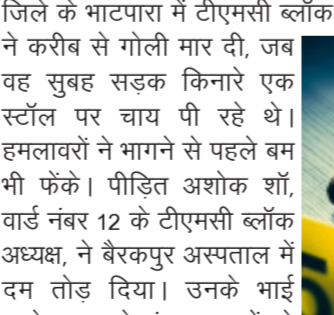 जिले के भाटपारा में टीएमसी ब्लॉक
ने करीब से गोली मार दी, जब
वह सुबह सड़क किनारे एक
स्टॉल पर चाय पी रहे थे।
हमलावरों ने भागने से पहले बम
भी फेंके। पीड़ित अशोक शॉ,
वार्ड नंबर 12 के टीएमसी ब्लॉक
अध्यक्ष, ने बैरकपुर अस्पताल में
दम तोड़ दिया। उनके भाई